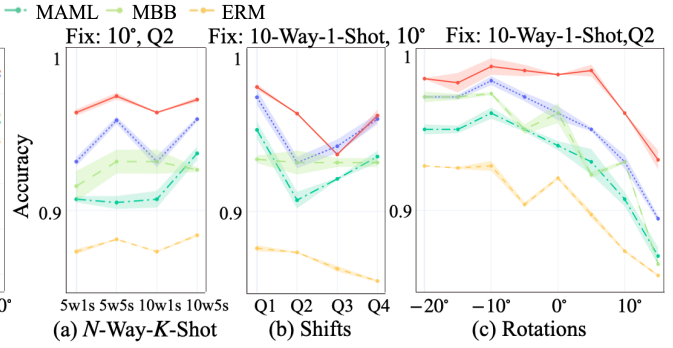 MAML MBB ERM
Fix: 10°, Q2 Fix: 10-Way-1-Shot, 10° Fix: 10-Way-1-Shot,Q2
1 1 1
Accuracy
0.9 0.9 0.9
0° 5w1s 5w5s 10w1s 10w5s Q1 Q2 Q3 Q4 −20° −10° 0° 10°
(a) N-Way-K-Shot (b) Shifts (c) Rotations